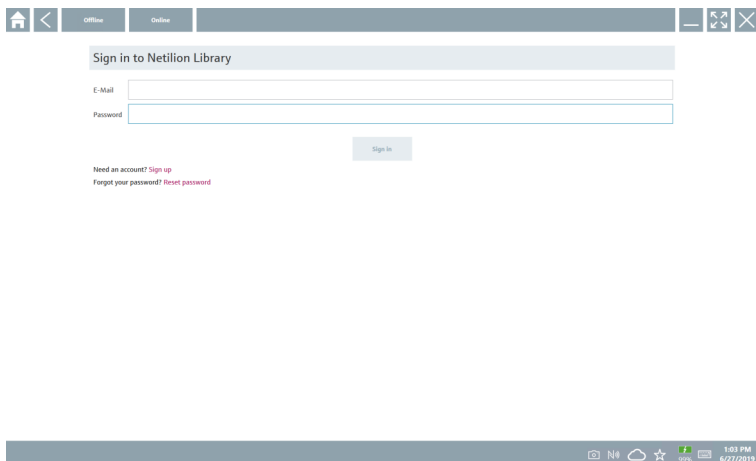 Offline Online
Sign in to Netilion Library
E-Mail
Password
Sign in
Need an account? Sign up
Forgot your password? Reset password
1:03 PM
99% 6/27/2019